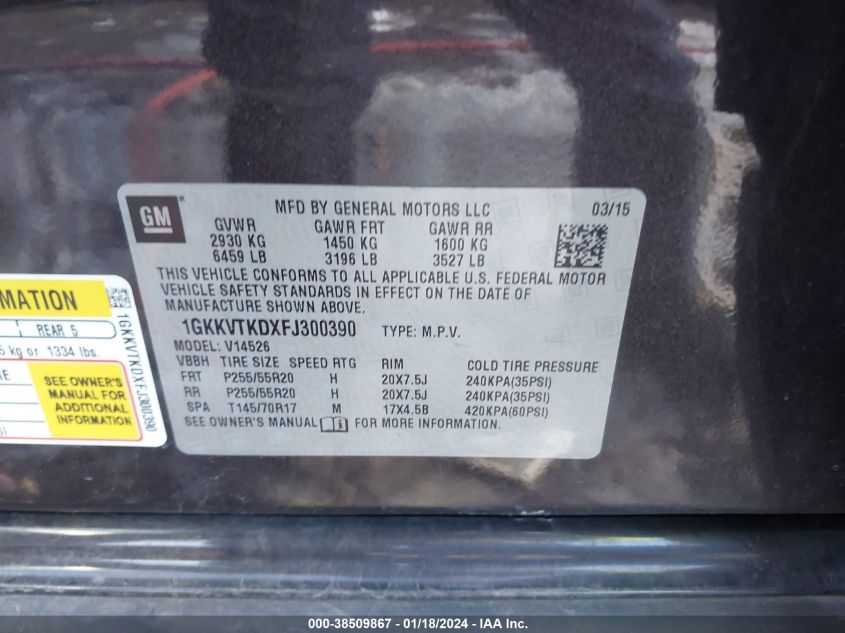 GM
MFD BY GENERAL MOTORS LLC 03/15
GVWR GAWR FRT GAWR RR
2930 KG 1450 KG 1600 KG
6459 LB 3196 LB 3527 LB
THIS VEHICLE CONFORMS TO ALL APPLICABLE U.S. FEDERAL MOTOR
VEHICLE SAFETY STANDARDS IN EFFECT ON THE DATE OF
MANUFACTURE SHOWN ABOVE.
1GKKVTKDXFJ300390 TYPE: M.P.V.
MODEL: V14526
VBBH TIRE SIZE SPEED RTG RIM COLD TIRE PRESSURE
FRT P255/55R20 H 20X7.5J 240KPA(35PSI)
RR P255/55R20 H 20X7.5J 240KPA(35PSI)
SPA T145/70R17 M 17X4.5B 420KPA(60PSI)
SEE OWNER'S MANUAL FOR MORE INFORMATION.
MATION
REAR 5
kg or 1334 lbs.
SEE OWNER'S
MANUAL FOR
ADDITIONAL
INFORMATION
1GKKVTKDXFJ300390
000-38509867 - 01/18/2024 - IAA Inc.